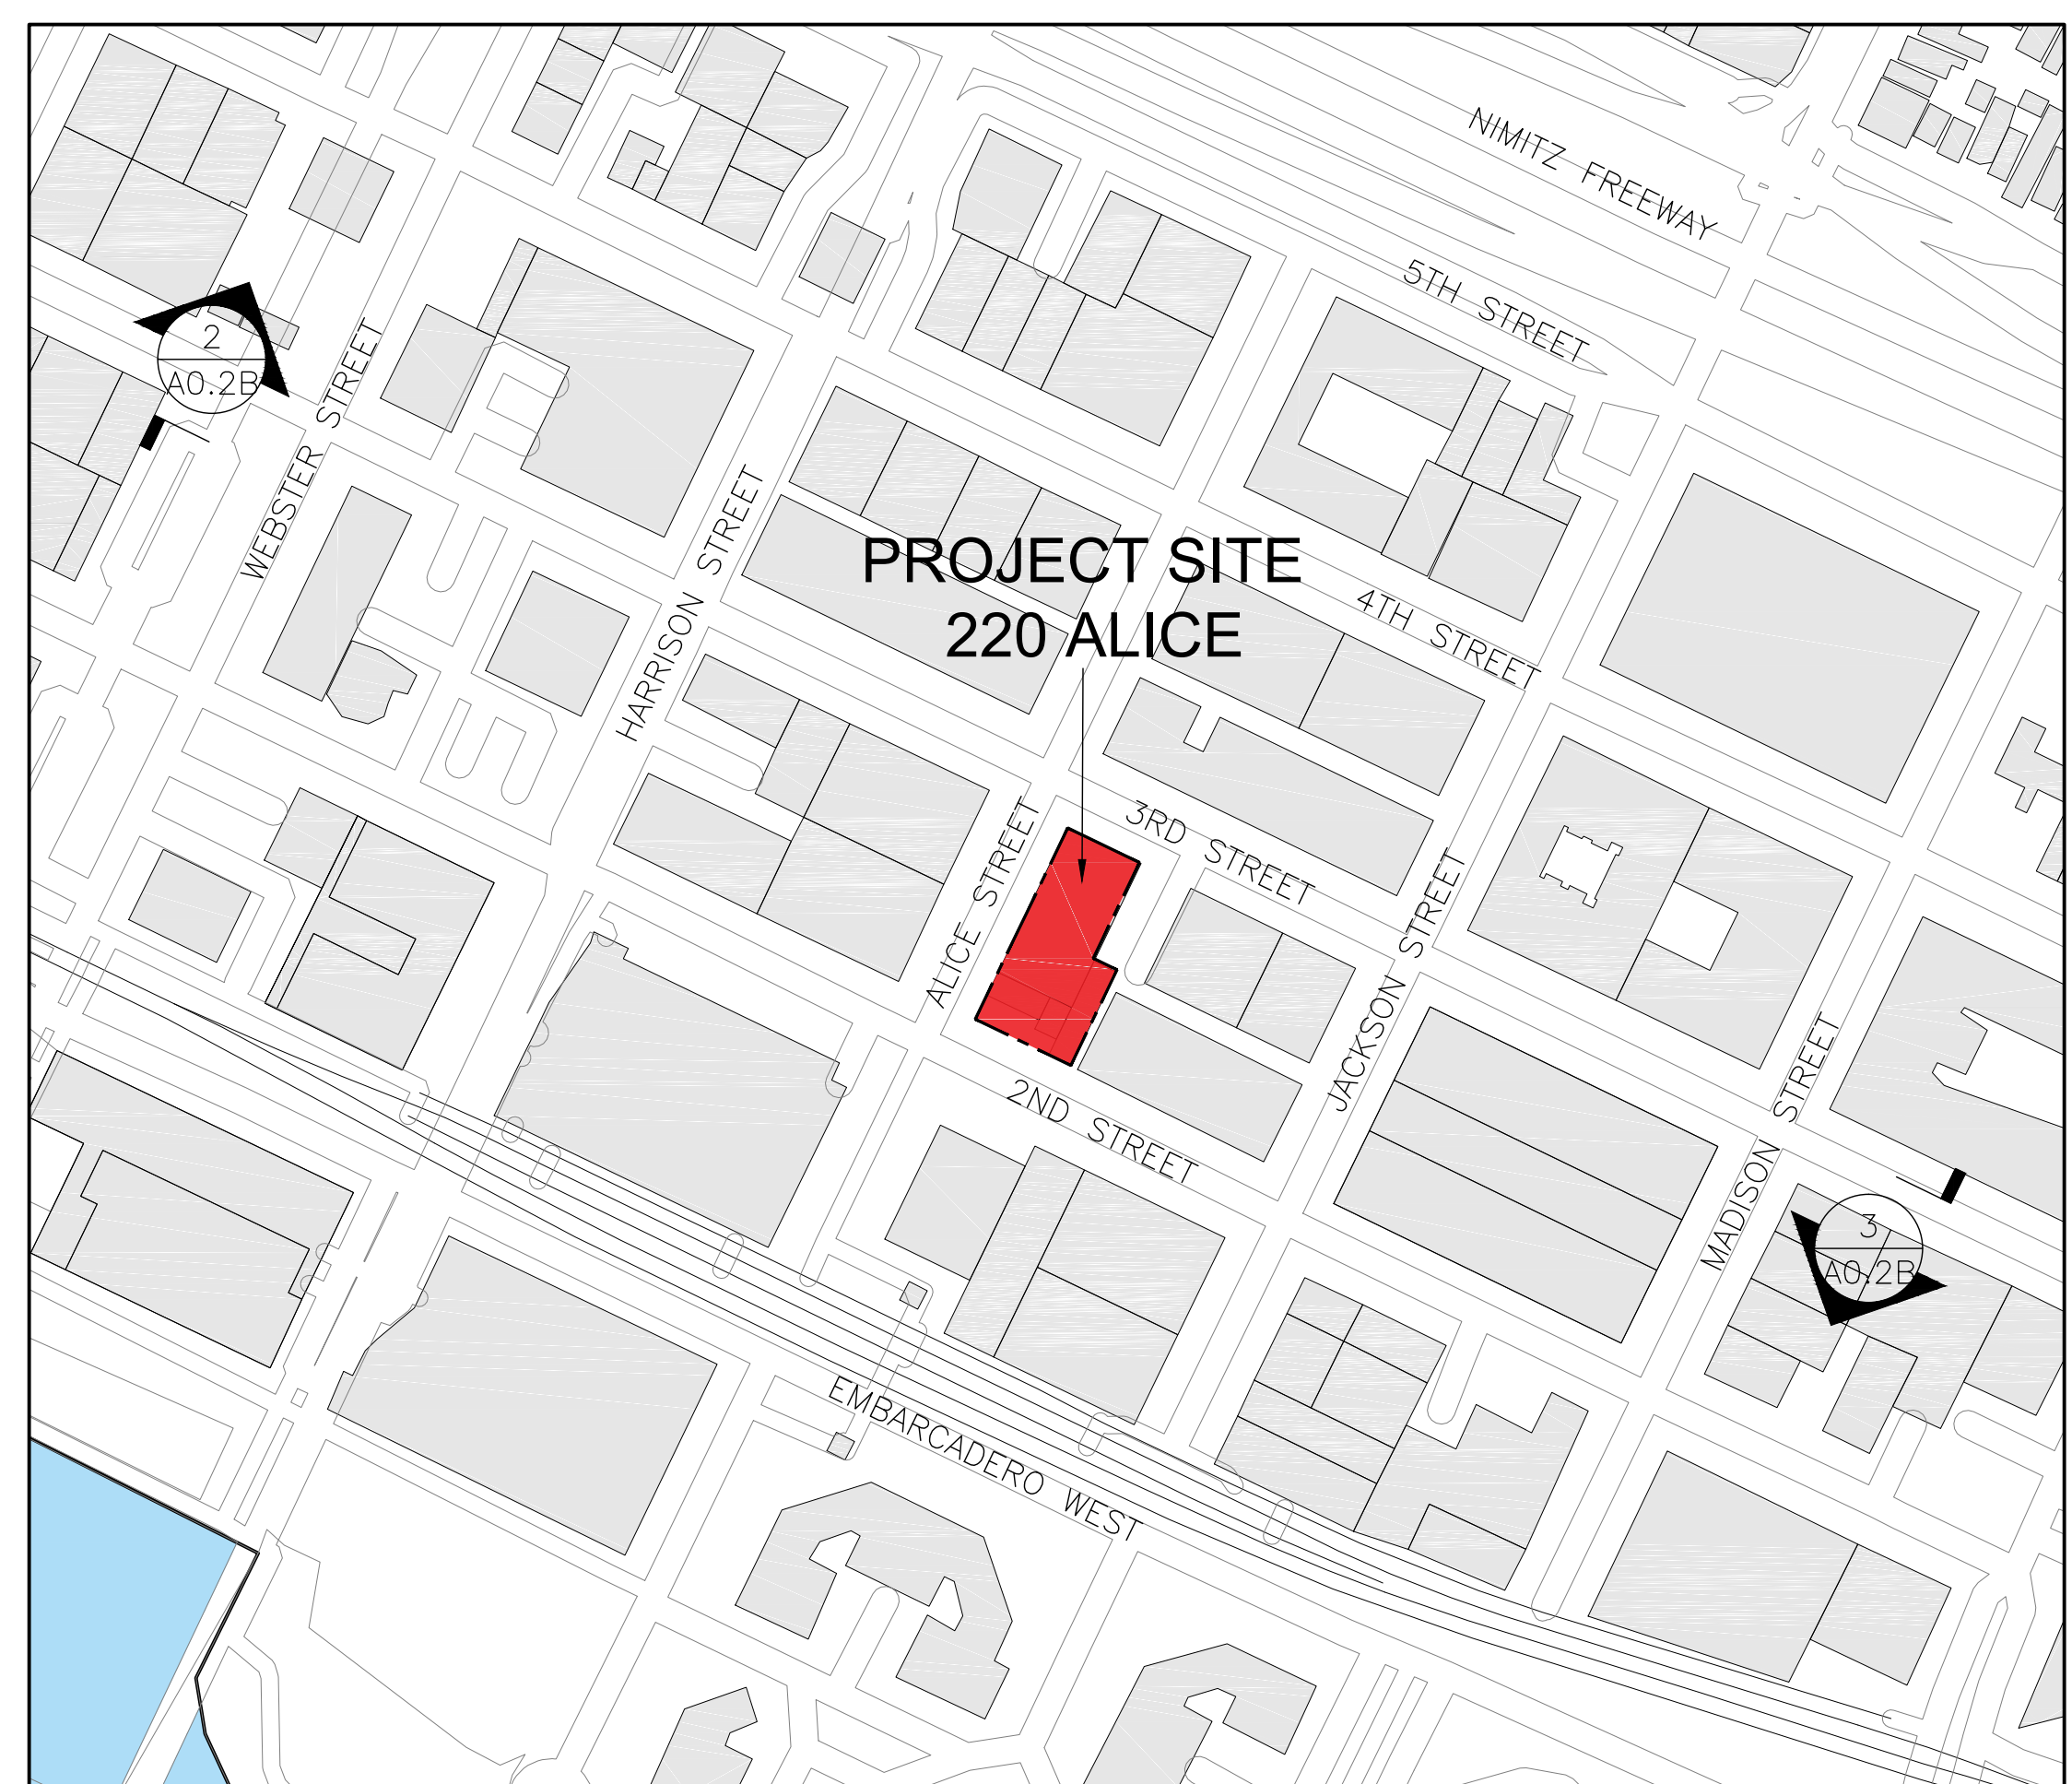 NIMITZ FREEWAY
5TH STREET
2
A0.2B
WEBSTER STREET
HARRISON STREET
PROJECT SITE
220 ALICE
4TH STREET
3RD STREET
ALICE STREET
JACKSON STREET
2ND STREET
MADISON STREET
3
A0.2B
EMBARCADERO WEST